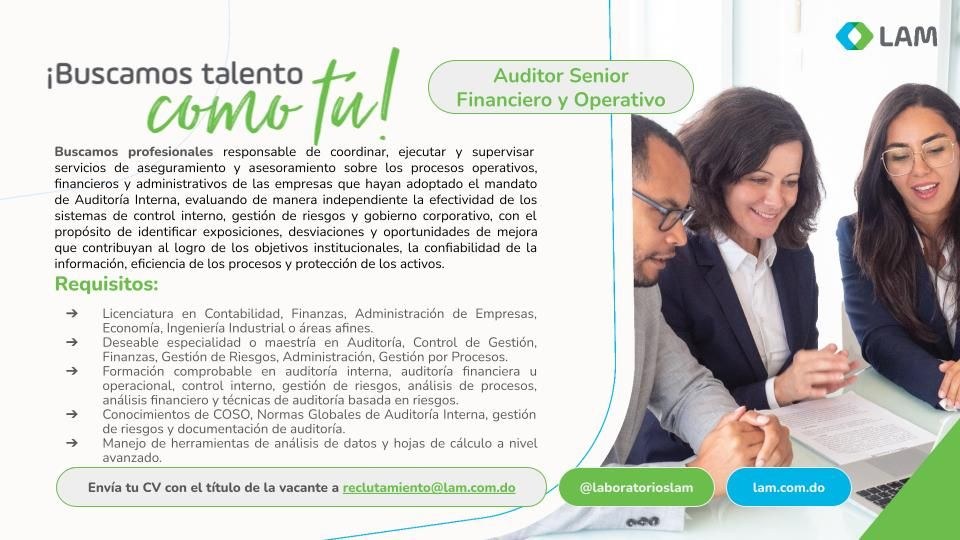 LAM
¡Buscamos talento
como tú!
Auditor Senior
Financiero y Operativo
Buscamos profesionales responsable de coordinar, ejecutar y supervisar
servicios de aseguramiento y asesoramiento sobre los procesos operativos,
financieros y administrativos de las empresas que hayan adoptado el mandato
de Auditoría Interna, evaluando de manera independiente la efectividad de los
sistemas de control interno, gestión de riesgos y gobierno corporativo, con el
propósito de identificar exposiciones, desviaciones y oportunidades de mejora
que contribuyan al logro de los objetivos institucionales, la confiabilidad de la
información, eficiencia de los procesos y protección de los activos.
Requisitos:
➔ Licenciatura en Contabilidad, Finanzas, Administración de Empresas,
Economía, Ingeniería Industrial o áreas afines.
➔ Deseable especialidad o maestría en Auditoría, Control de Gestión,
Finanzas, Gestión de Riesgos, Administración, Gestión por Procesos.
➔ Formación comprobable en auditoría interna, auditoría financiera u
operacional, control interno, gestión de riesgos, análisis de procesos,
análisis financiero y técnicas de auditoría basada en riesgos.
➔ Conocimientos de COSO, Normas Globales de Auditoría Interna, gestión
de riesgos y documentación de auditoría.
➔ Manejo de herramientas de análisis de datos y hojas de cálculo a nivel
avanzado.
Envía tu CV con el título de la vacante a reclutamiento@lam.com.do
@laboratorioslam
lam.com.do